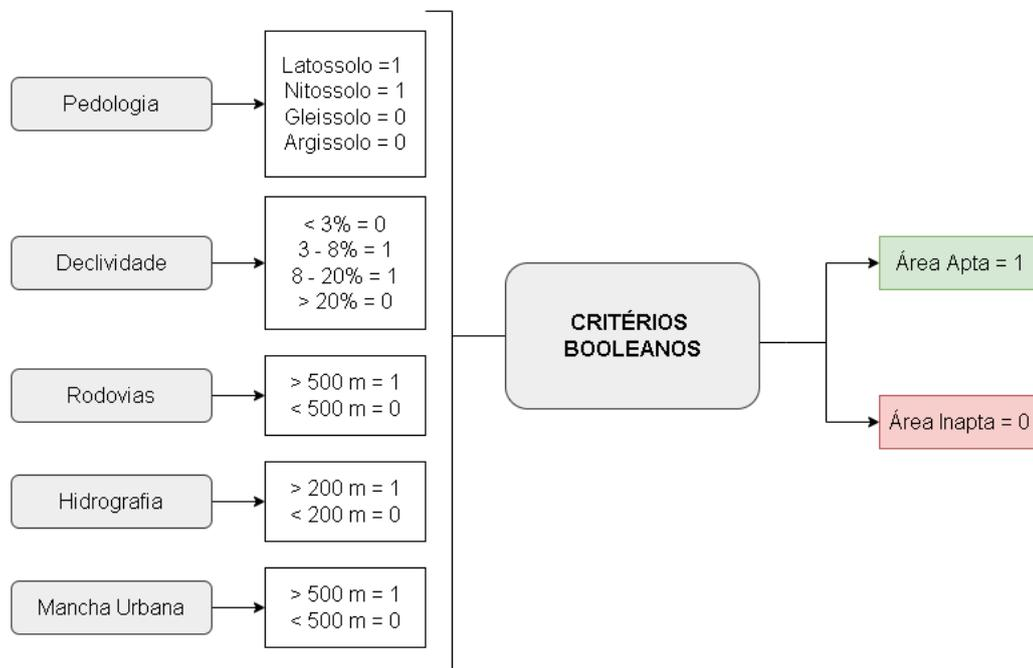 Pedologia
Latossolo =1
Nitossolo = 1
Gleissolo = 0
Argissolo = 0
Declividade
< 3% = 0
3 - 8% = 1
8 - 20% = 1
> 20% = 0
Rodovias
> 500 m = 1
< 500 m = 0
Hidrografia
> 200 m = 1
< 200 m = 0
Mancha Urbana
> 500 m = 1
< 500 m = 0
CRITÉRIOS
BOOLEANOS
Área Apta = 1
Área Inapta = 0